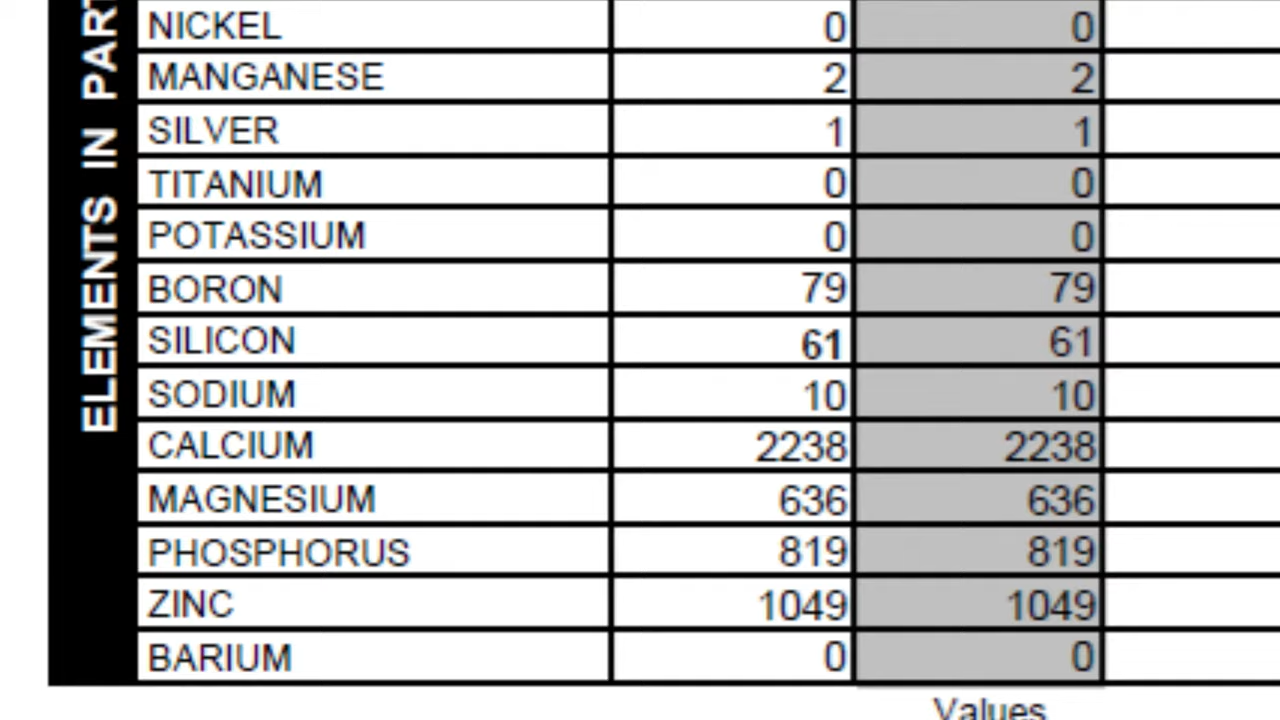 ELEMENTS IN PART
NICKEL 0 0
MANGANESE 2 2
SILVER 1 1
TITANIUM 0 0
POTASSIUM 0 0
BORON 79 79
SILICON 61 61
SODIUM 10 10
CALCIUM 2238 2238
MAGNESIUM 636 636
PHOSPHORUS 819 819
ZINC 1049 1049
BARIUM 0 0
Values